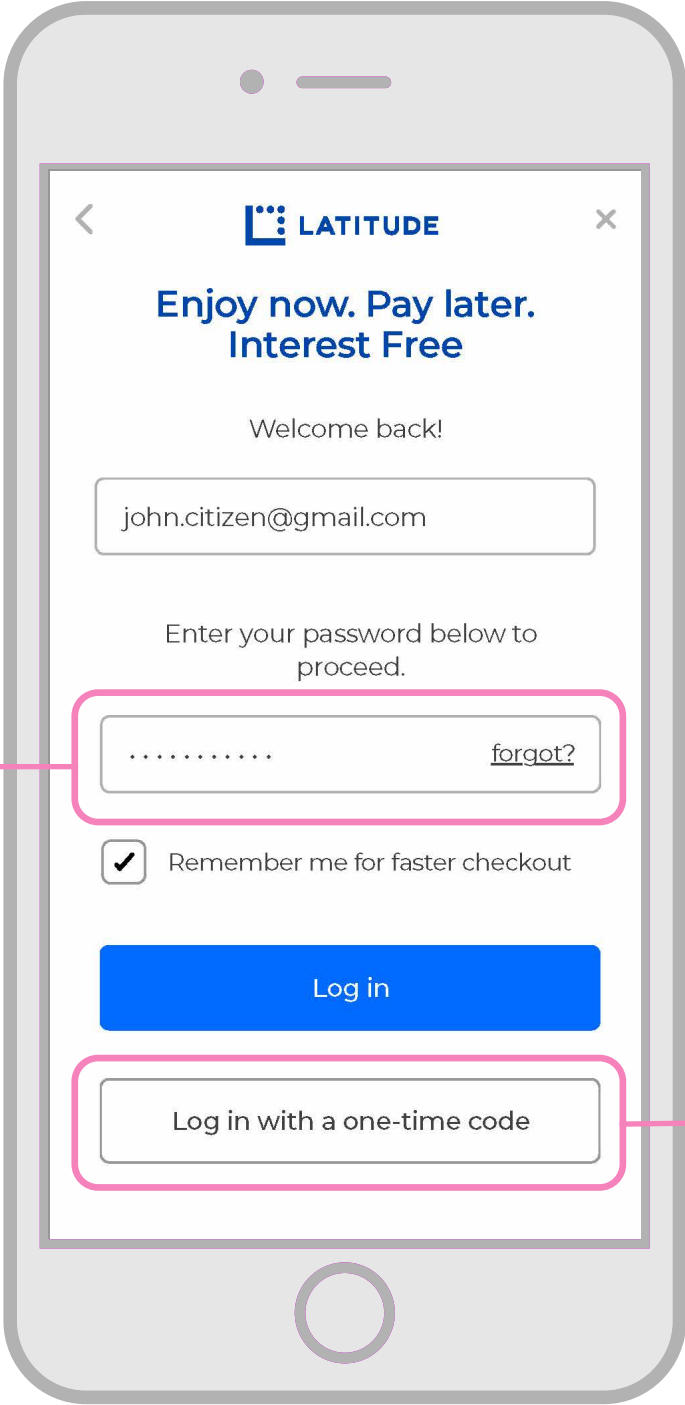 LATITUDE
Enjoy now. Pay later.
Interest Free
Welcome back!
john.citizen@gmail.com
Enter your password below to
proceed.
........... forgot?
Remember me for faster checkout
Log in
Log in with a one-time code